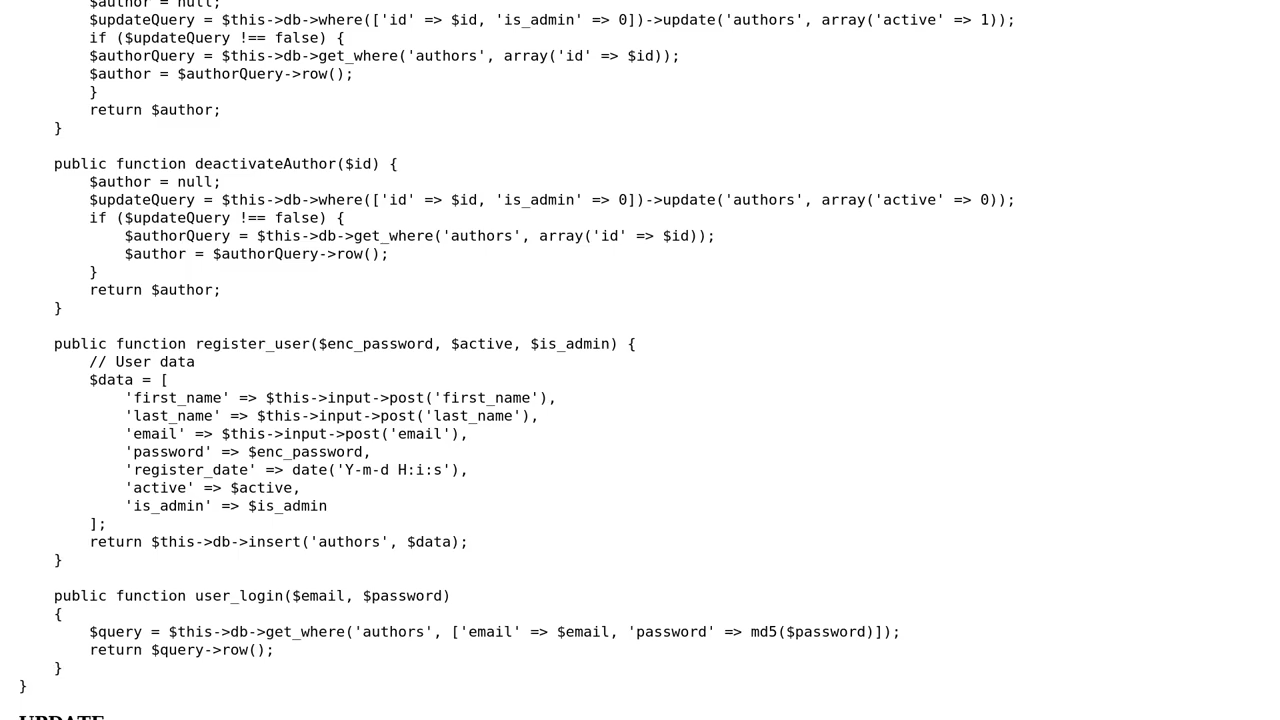 $author = null;
$updateQuery = $this->db->where(['id' => $id, 'is_admin' => 0])->update('authors', array('active' => 1));
if ($updateQuery !== false) {
$authorQuery = $this->db->get_where('authors', array('id' => $id));
$author = $authorQuery->row();
}
return $author;
}
public function deactivateAuthor($id) {
$author = null;
$updateQuery = $this->db->where(['id' => $id, 'is_admin' => 0])->update('authors', array('active' => 0));
if ($updateQuery !== false) {
$authorQuery = $this->db->get_where('authors', array('id' => $id));
$author = $authorQuery->row();
}
return $author;
}
public function register_user($enc_password, $active, $is_admin) {
// User data
$data = [
'first_name' => $this->input->post('first_name'),
'last_name' => $this->input->post('last_name'),
'email' => $this->input->post('email'),
'password' => $enc_password,
'register_date' => date('Y-m-d H:i:s'),
'active' => $active,
'is_admin' => $is_admin
];
return $this->db->insert('authors', $data);
}
public function user_login($email, $password)
{
$query = $this->db->get_where('authors', ['email' => $email, 'password' => md5($password)]);
return $query->row();
}
}
UPDATE